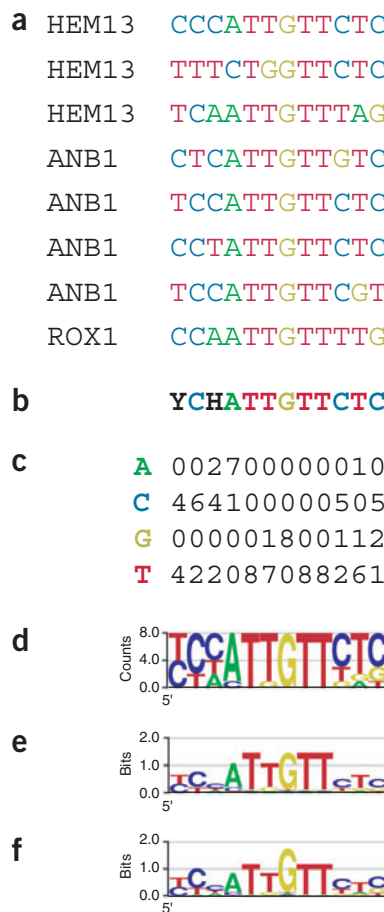 a HEM13 CCCATTGTTCTC
HEM13 TTTCTGGTTCTC
HEM13 TCAATTGTTTAG
ANB1 CTCATTGTTGTC
ANB1 TCCATTGTTCTC
ANB1 CCTATTGTTCTC
ANB1 TCCATTGTTCGT
ROX1 CCAATTGTTTTG
b YCHATTGTTCTC
c A 002700000010
C 464100000505
G 000001800112
T 422087088261
d Counts 8.0 4.0 0.0
5'
e Bits 2.0 1.0 0.0
5'
f Bits 2.0 1.0 0.0
5'